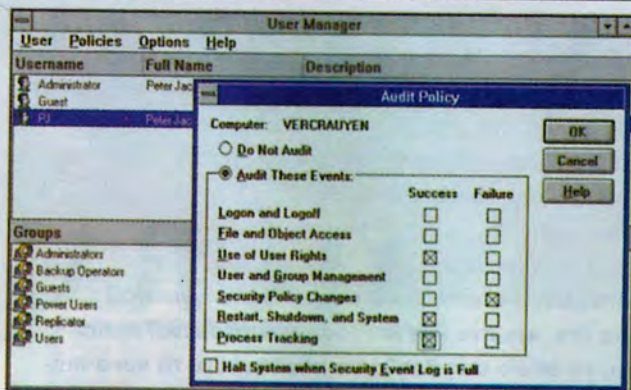 User Manager
User Policies Options Help
Username Full Name Description
Administrator Peter Jac
Guest
PJ Peter Jac
Groups
Administrators
Backup Operators
Guests
Power Users
Replicator
Users
Audit Policy
Computer: VERCRAUYEN
Do Not Audit
Audit These Events:
Success Failure
Logon and Logoff
File and Object Access
Use of User Rights
User and Group Management
Security Policy Changes
Restart, Shutdown, and System
Process Tracking
Halt System when Security Event Log is Full
OK
Cancel
Help